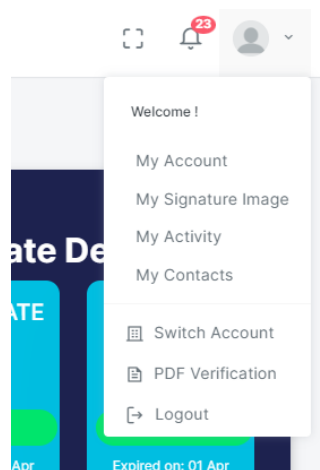 23
Welcome !
My Account
My Signature Image
My Activity
My Contacts
ate De
ATE
Switch Account
PDF Verification
Logout
Apr
Expired on: 01 Apr